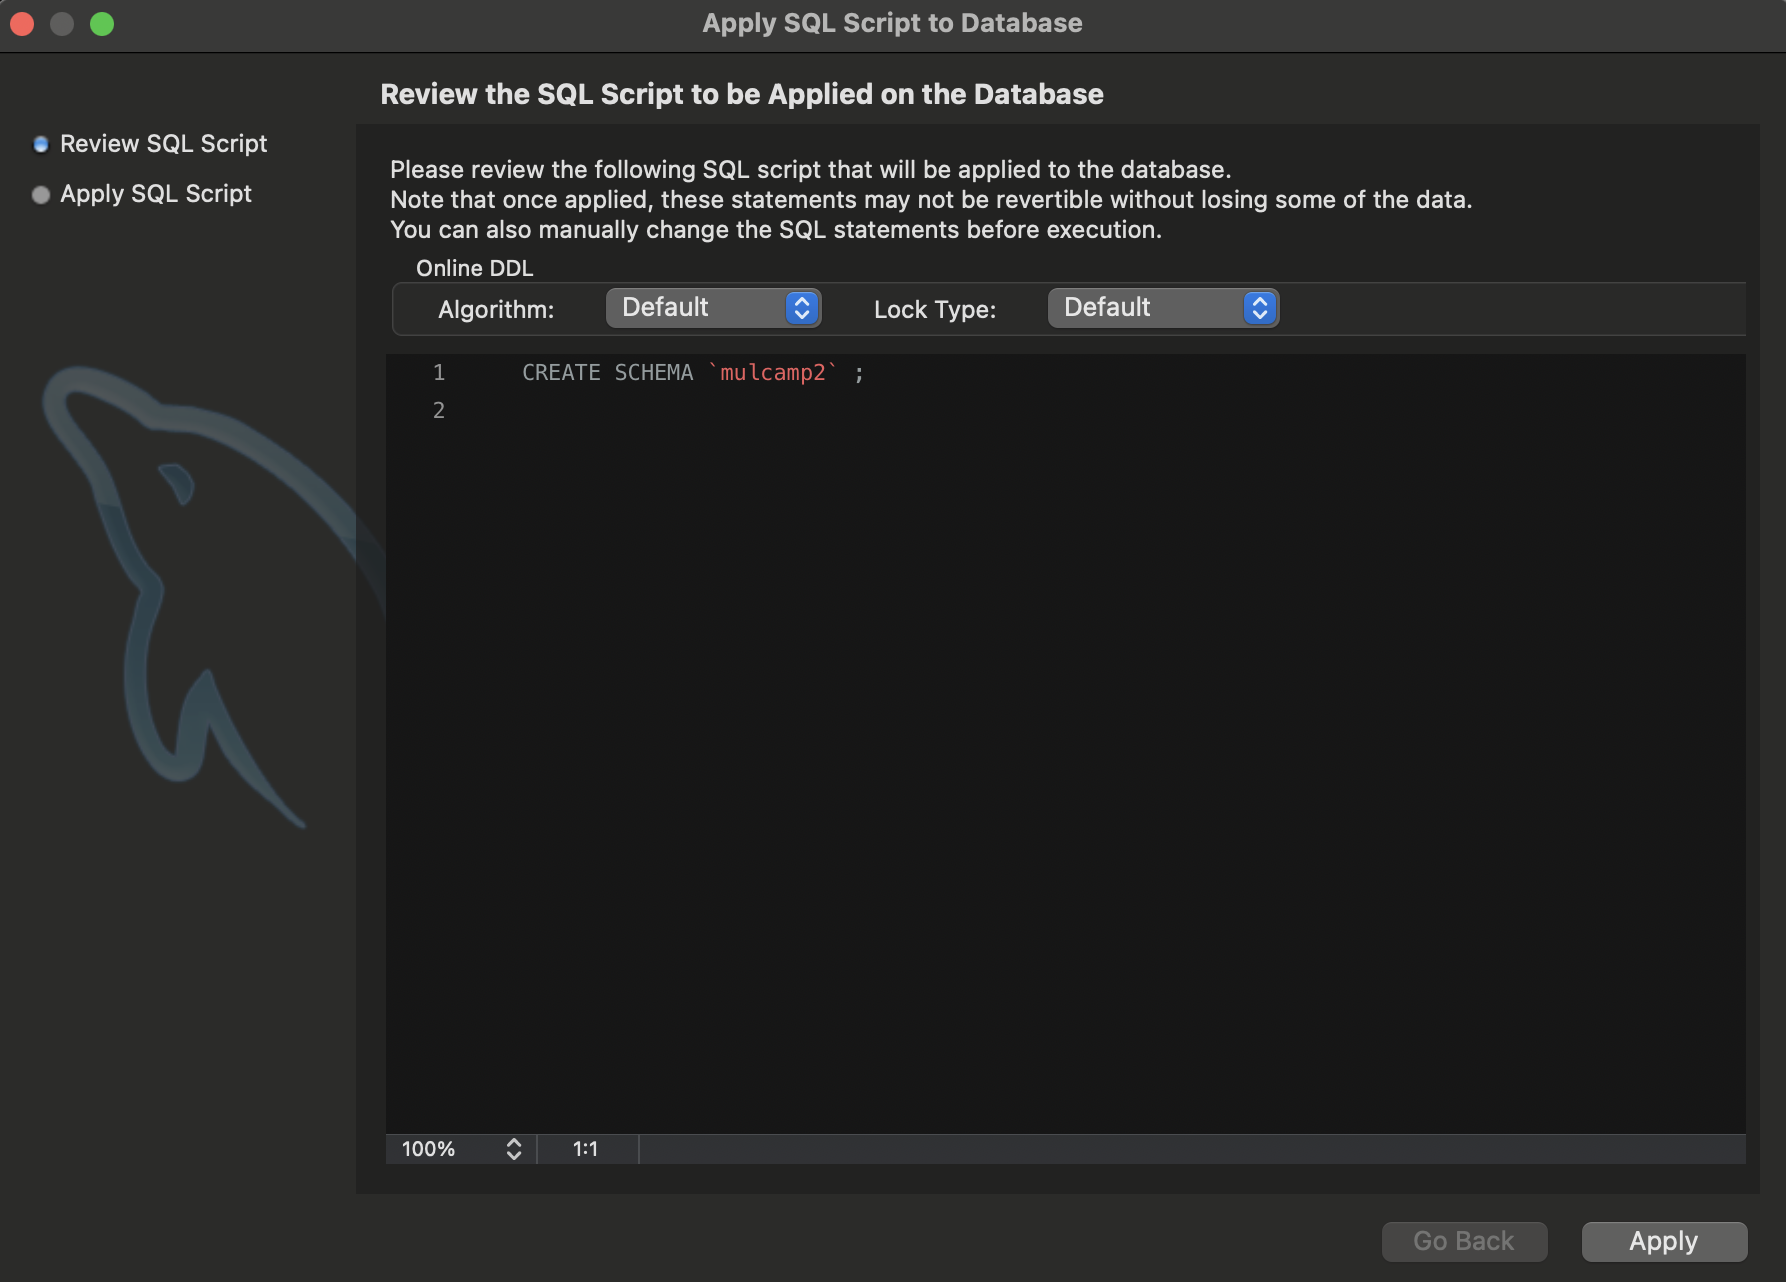 Apply SQL Script to Database
Review the SQL Script to be Applied on the Database
Review SQL Script
Apply SQL Script
Please review the following SQL script that will be applied to the database.
Note that once applied, these statements may not be revertible without losing some of the data.
You can also manually change the SQL statements before execution.
Online DDL
Algorithm: Default Lock Type: Default
1 CREATE SCHEMA `mulcamp2` ;
2
100% 1:1
Go Back Apply